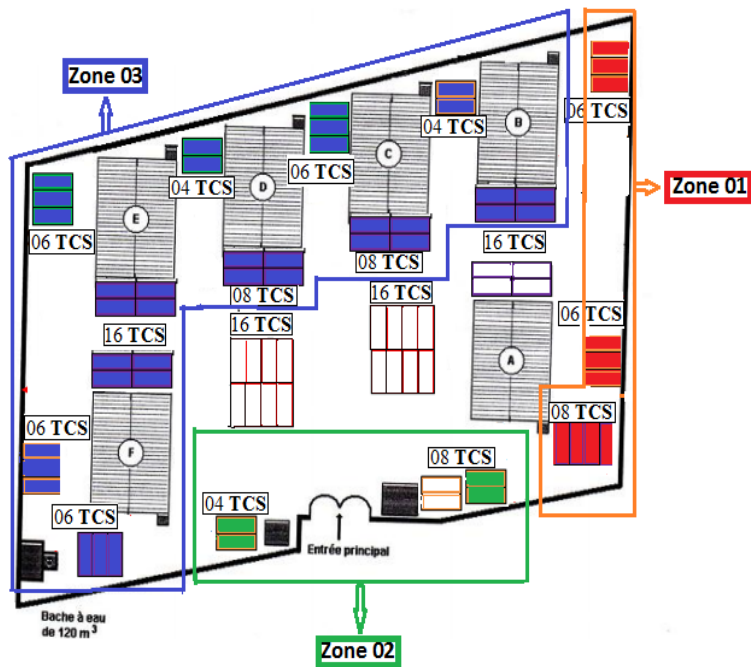 Zone 03
06 TCS
B
04 TCS
C
06 TCS
D
04 TCS
E
06 TCS
Zone 01
16 TCS
08 TCS
08 TCS
16 TCS
16 TCS
16 TCS
06 TCS
A
08 TCS
06 TCS
F
08 TCS
06 TCS
04 TCS
Entrée principal
Bache à eau
de 120 m³
Zone 02